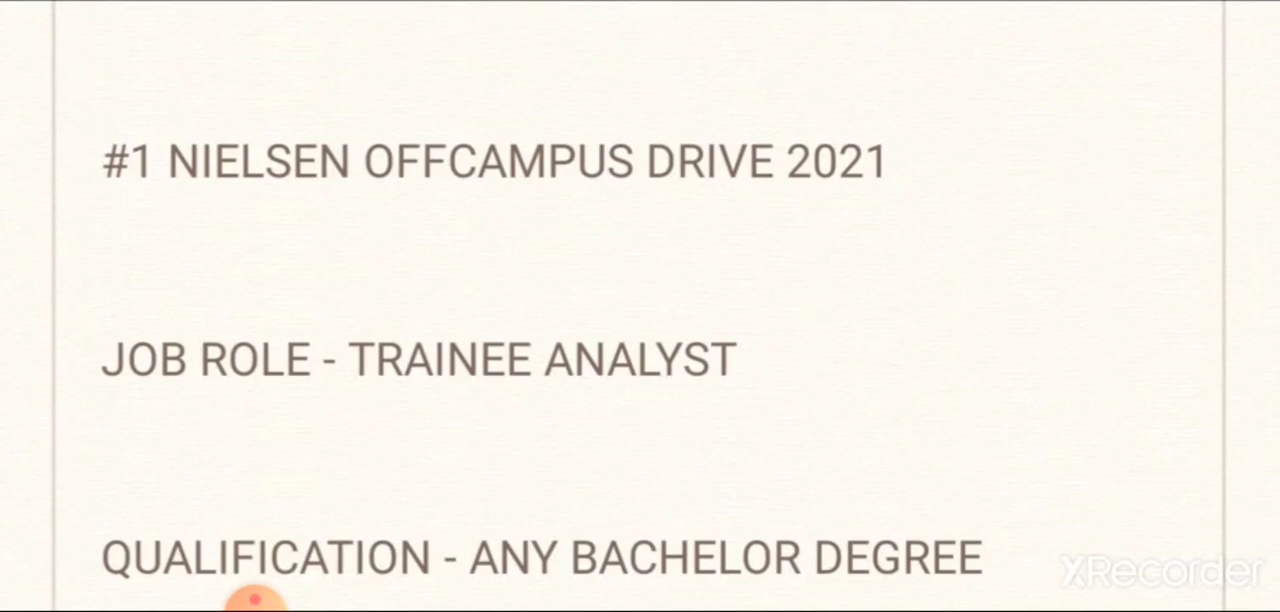 #1 NIELSEN OFFCAMPUS DRIVE 2021
JOB ROLE - TRAINEE ANALYST
QUALIFICATION - ANY BACHELOR DEGREE
XRecorder